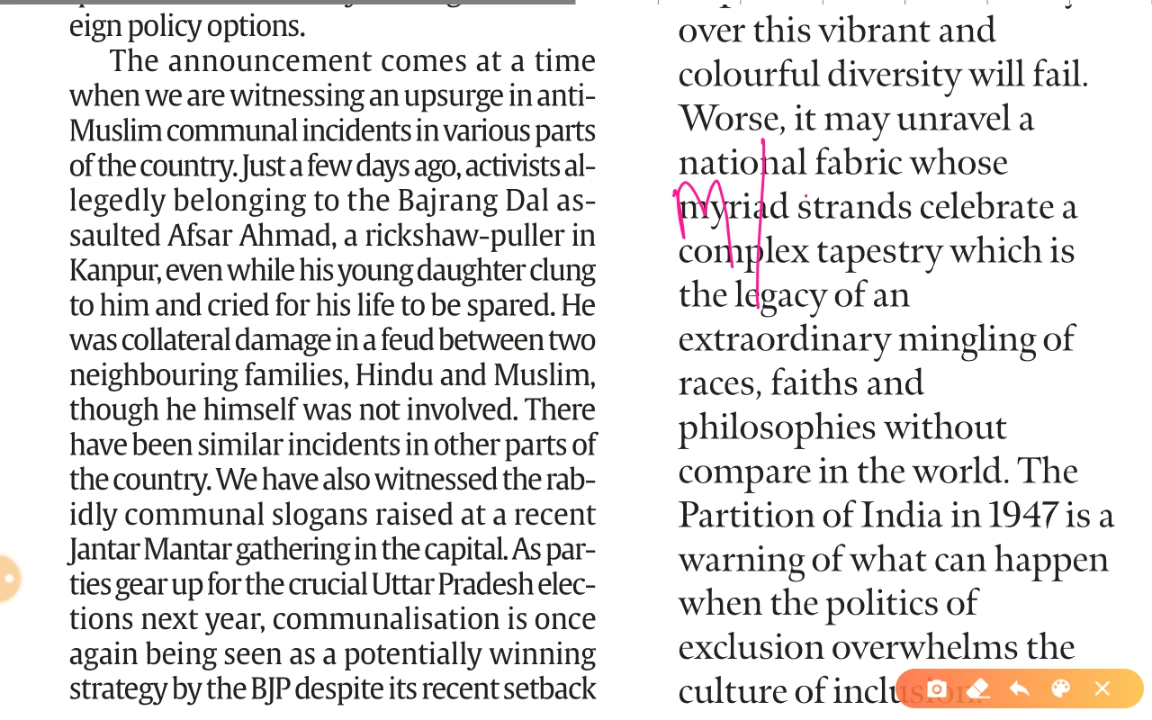 eign policy options.
The announcement comes at a time
when we are witnessing an upsurge in anti-
Muslim communal incidents in various parts
of the country. Just a few days ago, activists al-
legedly belonging to the Bajrang Dal as-
saulted Afsar Ahmad, a rickshaw-puller in
Kanpur, even while his young daughter clung
to him and cried for his life to be spared. He
was collateral damage in a feud between two
neighbouring families, Hindu and Muslim,
though he himself was not involved. There
have been similar incidents in other parts of
the country. We have also witnessed the rab-
idly communal slogans raised at a recent
Jantar Mantar gathering in the capital. As par-
ties gear up for the crucial Uttar Pradesh elec-
tions next year, communalisation is once
again being seen as a potentially winning
strategy by the BJP despite its recent setback
over this vibrant and
colourful diversity will fail.
Worse, it may unravel a
national fabric whose
myriad strands celebrate a
complex tapestry which is
the legacy of an
extraordinary mingling of
races, faiths and
philosophies without
compare in the world. The
Partition of India in 1947 is a
warning of what can happen
when the politics of
exclusion overwhelms the
culture of inclusion.